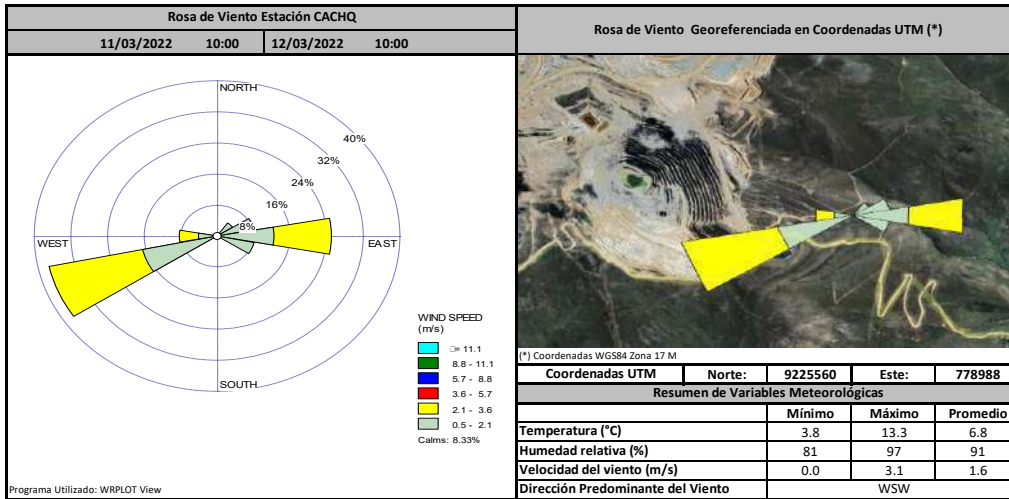 Rosa de Viento Estación CACHQ
11/03/2022 10:00 12/03/2022 10:00
NORTH
40%
32%
24%
16%
8%
WEST
EAST
SOUTH
WIND SPEED
(m/s)
□= 11.1
8.8 - 11.1
5.7 - 8.8
3.6 - 5.7
2.1 - 3.6
0.5 - 2.1
Calms: 8.33%
Programa Utilizado: WRPLOT View
Rosa de Viento Georeferenciada en Coordenadas UTM (*)
(*) Coordenadas WGS84 Zona 17 M
Coordenadas UTM Norte: 9225560 Este: 778988
Resumen de Variables Meteorológicas
Mínimo Máximo Promedio
Temperatura (°C) 3.8 13.3 6.8
Humedad relativa (%) 81 97 91
Velocidad del viento (m/s) 0.0 3.1 1.6
Dirección Predominante del Viento WSW